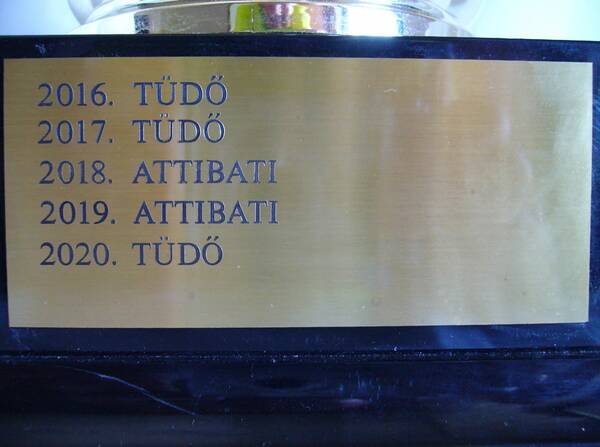 2016. TÜDŐ
2017. TÜDŐ
2018. ATTIBATI
2019. ATTIBATI
2020. TÜDŐ